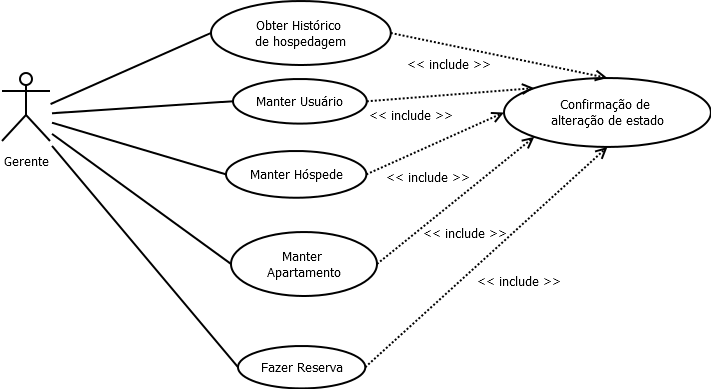 Obter Histórico
de hospedagem
<< include >>
Manter Usuário
<< include >>
Confirmação de
alteração de estado
Gerente
Manter Hóspede
<< include >>
Manter
Apartamento
<< include >>
<< include >>
Fazer Reserva